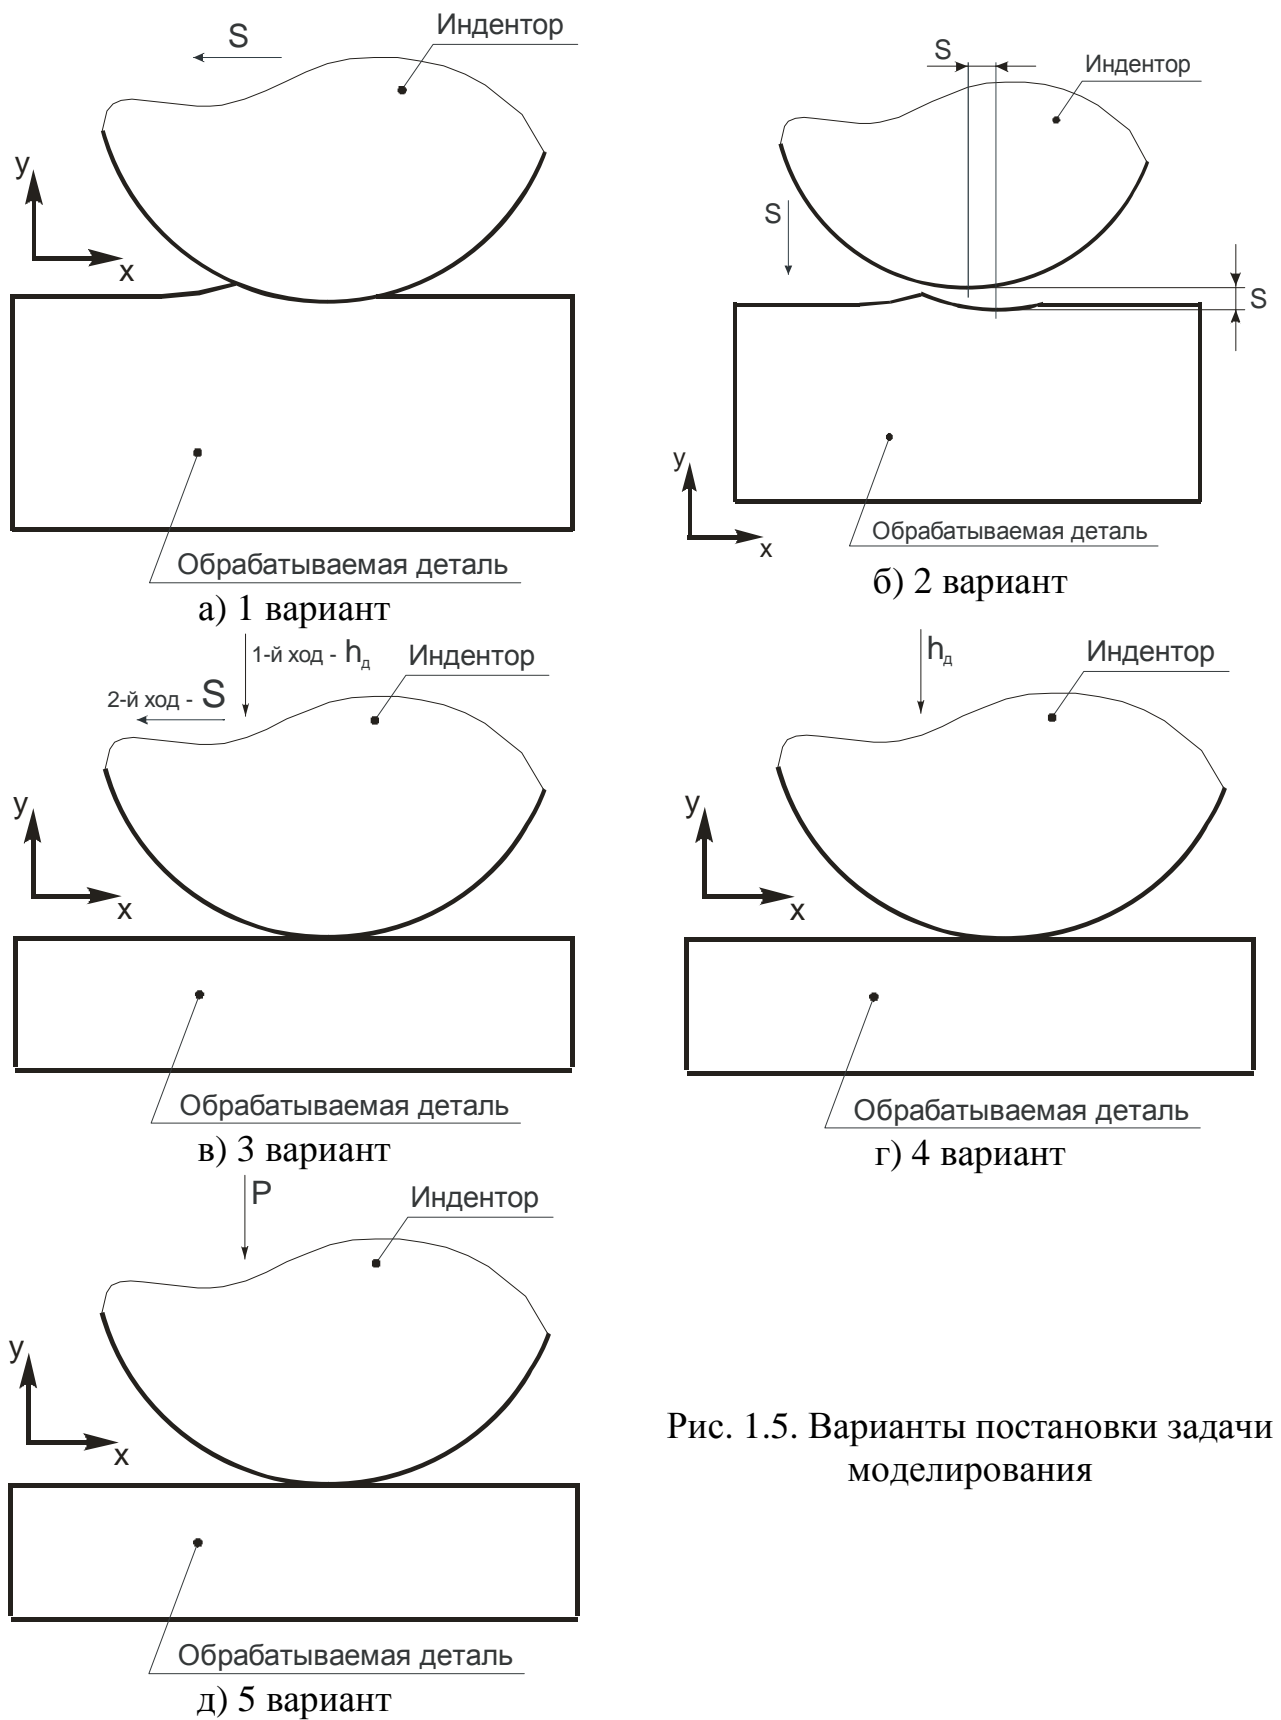 S
Индентор
y
x
Обрабатываемая деталь
а) 1 вариант
S
Индентор
S
S
y
x
Обрабатываемая деталь
б) 2 вариант
1-й ход - hд
Индентор
2-й ход - S
y
x
Обрабатываемая деталь
в) 3 вариант
hд
Индентор
y
x
Обрабатываемая деталь
г) 4 вариант
P
Индентор
y
x
Обрабатываемая деталь
д) 5 вариант
Рис. 1.5. Варианты постановки задачи
моделирования